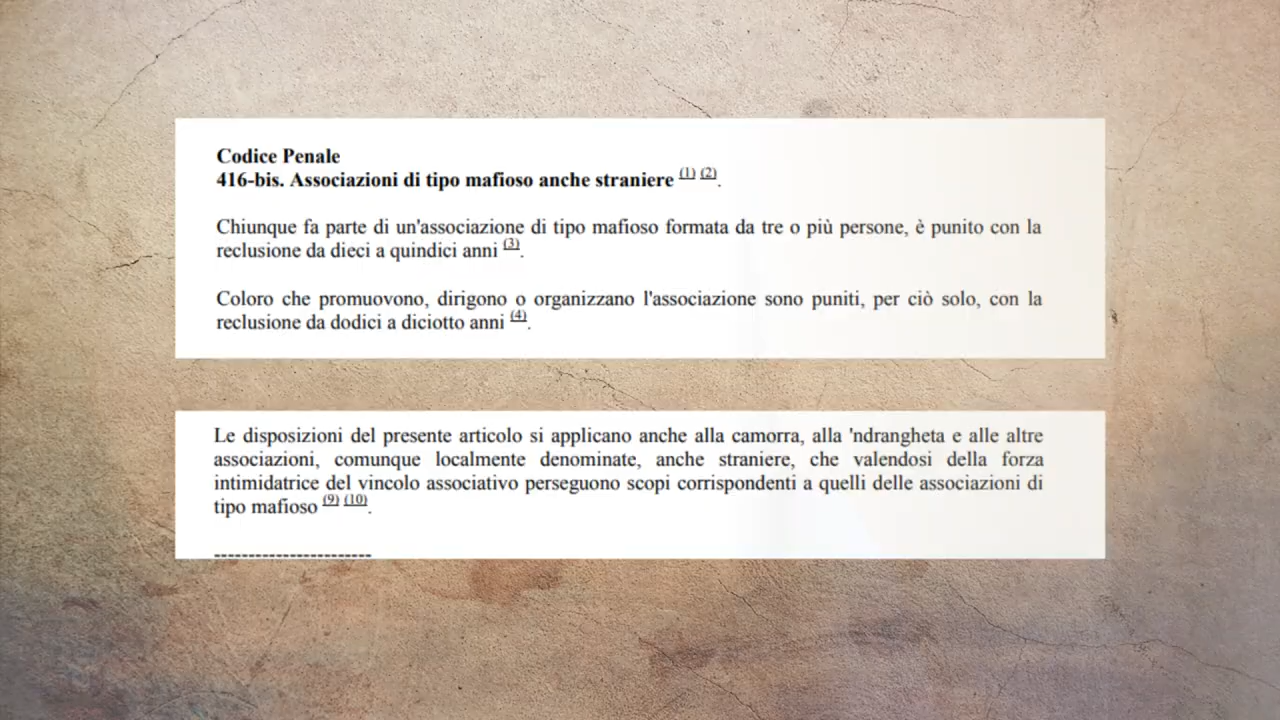 Codice Penale
416-bis. Associazioni di tipo mafioso anche straniere (1) (2).
Chiunque fa parte di un'associazione di tipo mafioso formata da tre o più persone, è punito con la
reclusione da dieci a quindici anni (3).
Coloro che promuovono, dirigono o organizzano l'associazione sono puniti, per ciò solo, con la
reclusione da dodici a diciotto anni (4).
Le disposizioni del presente articolo si applicano anche alla camorra, alla 'ndrangheta e alle altre
associazioni, comunque localmente denominate, anche straniere, che valendosi della forza
intimidatrice del vincolo associativo perseguono scopi corrispondenti a quelli delle associazioni di
tipo mafioso (9) (10).
-----------------------